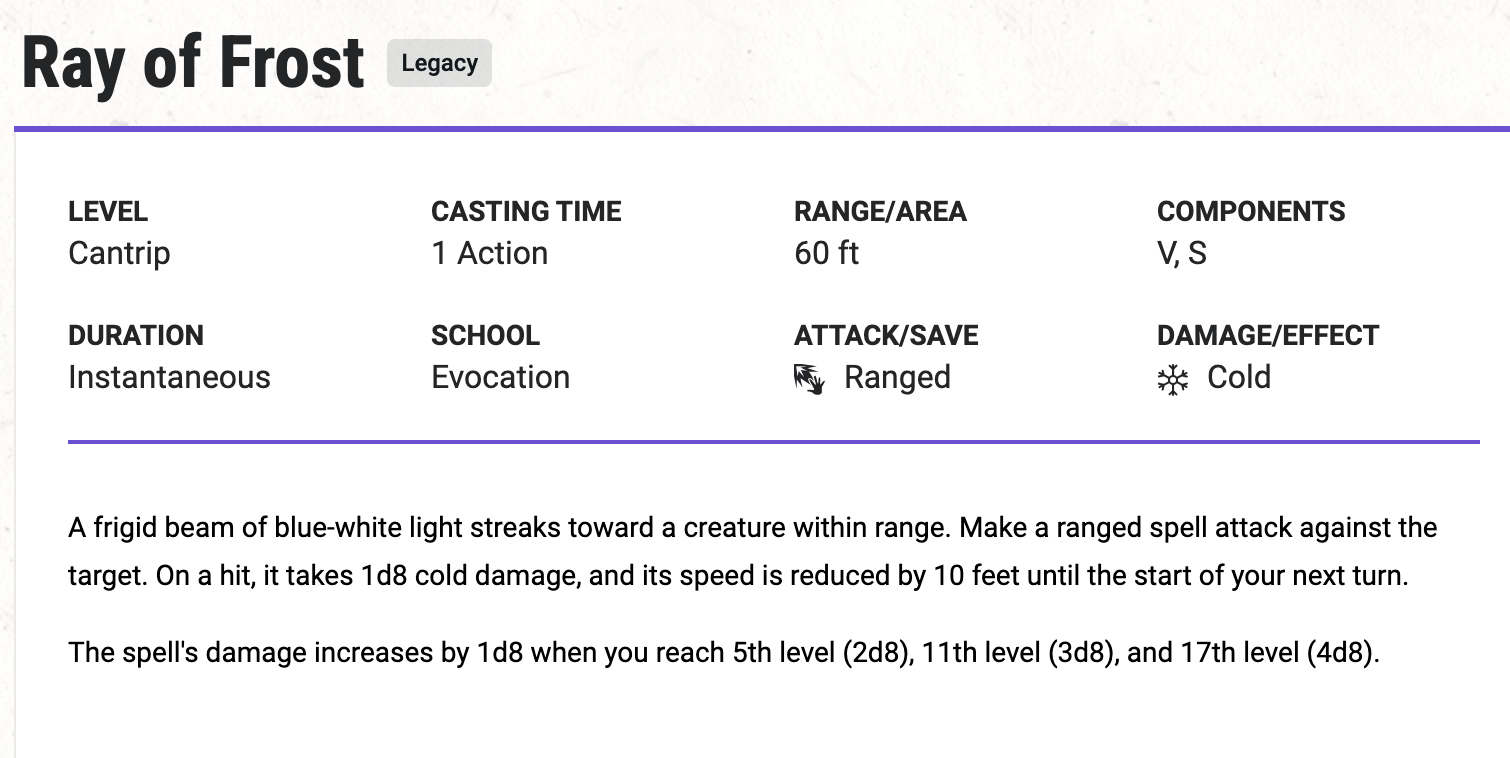 Ray of Frost Legacy
LEVEL CASTING TIME RANGE/AREA COMPONENTS
Cantrip 1 Action 60 ft V, S
DURATION SCHOOL ATTACK/SAVE DAMAGE/EFFECT
Instantaneous Evocation Ranged Cold
A frigid beam of blue-white light streaks toward a creature within range. Make a ranged spell attack against the
target. On a hit, it takes 1d8 cold damage, and its speed is reduced by 10 feet until the start of your next turn.
The spell's damage increases by 1d8 when you reach 5th level (2d8), 11th level (3d8), and 17th level (4d8).